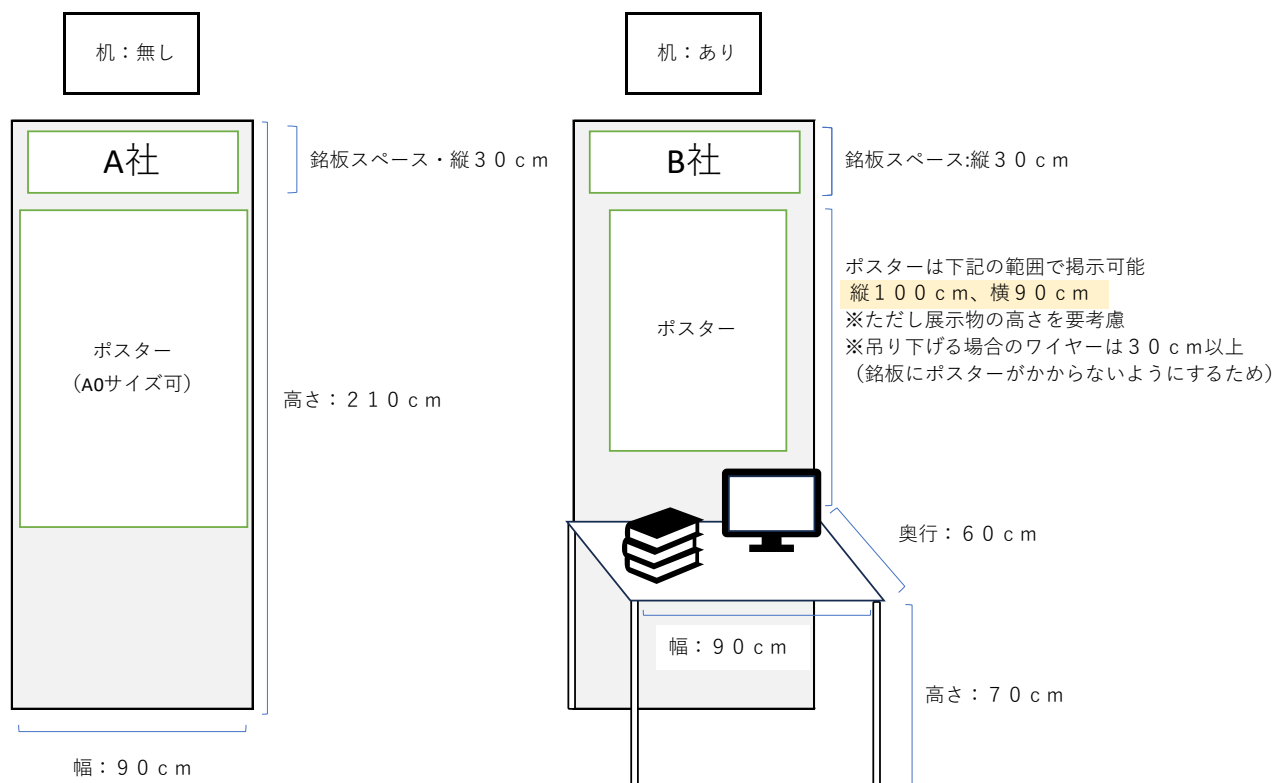 机：無し
机：あり
A社
銘板スペース・縦３０ｃｍ
ポスター
（A0サイズ可）
高さ：２１０ｃｍ
幅：９０ｃｍ
B社
銘板スペース:縦３０ｃｍ
ポスター
ポスターは下記の範囲で掲示可能
縦１００ｃｍ、横９０ｃｍ
※ただし展示物の高さを要考慮
※吊り下げる場合のワイヤーは３０ｃｍ以上
（銘板にポスターがかからないようにするため）
奥行：６０ｃｍ
幅：９０ｃｍ
高さ：７０ｃｍ